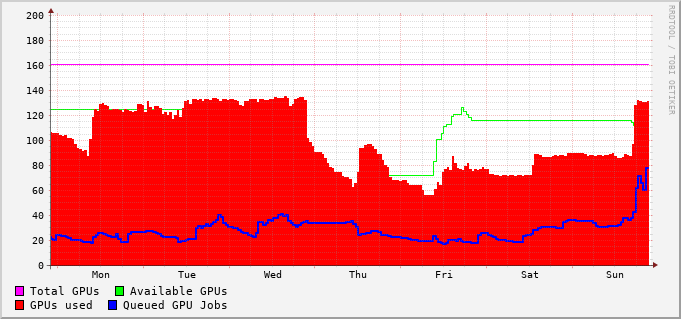 200
180
160
140
120
100
80
60
40
20
0
Mon Tue Wed Thu Fri Sat Sun
Total GPUs Available GPUs
GPUs used Queued GPU Jobs
RRDTOOL / TOBI OETIKER